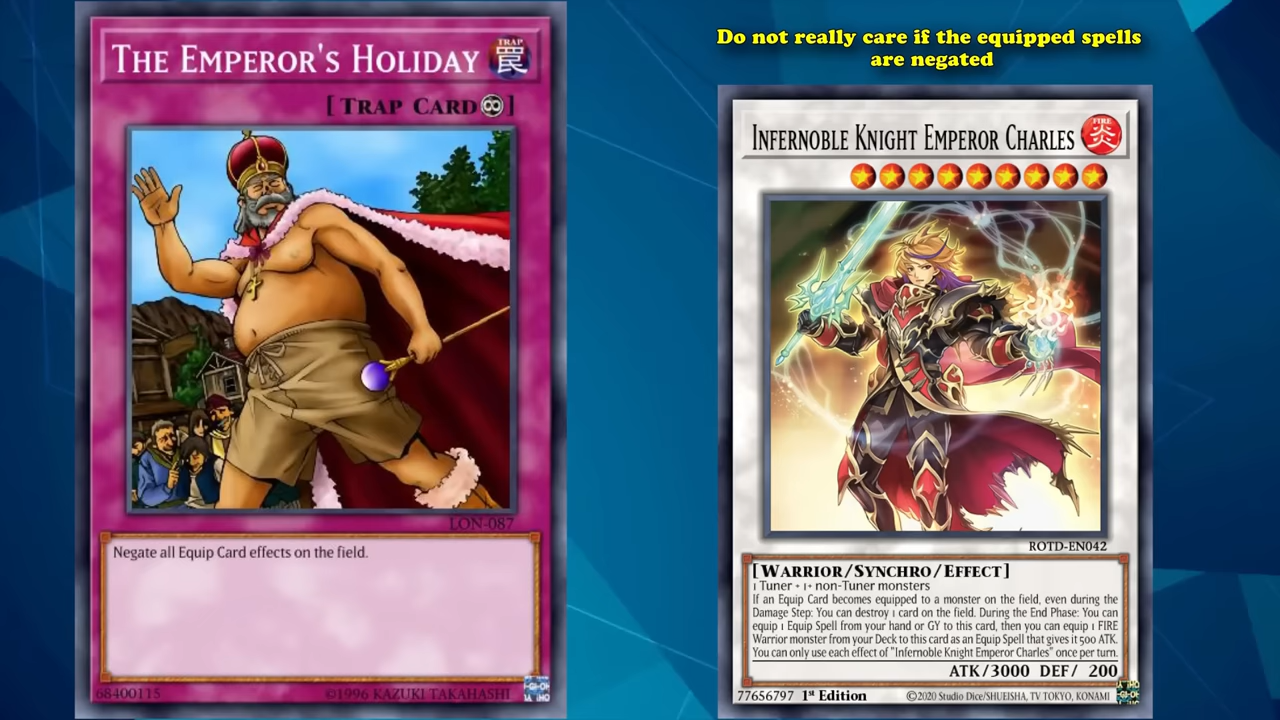 THE EMPEROR'S HOLIDAY
TRAP
罠
[ TRAP CARD ]
LON-087
Negate all Equip Card effects on the field.
68400115
©1996 KAZUKI TAKAHASHI
Do not really care if the equipped spells
are negated
INFERNOBLE KNIGHT EMPEROR CHARLES
FIRE
炎
ROTD-EN042
[WARRIOR/SYNCHRO/EFFECT]
1 Tuner + 1+ non-Tuner monsters
If an Equip Card becomes equipped to a monster on the field, even during the
Damage Step: You can destroy 1 card on the field. During the End Phase: You can
equip 1 Equip Spell from your hand or GY to this card, then you can equip 1 FIRE
Warrior monster from your Deck to this card as an Equip Spell that gives it 500 ATK.
You can only use each effect of "Infernoble Knight Emperor Charles" once per turn.
ATK/3000 DEF/ 200
77656797 1st Edition
©2020 Studio Dice/SHUEISHA, TV TOKYO, KONAMI